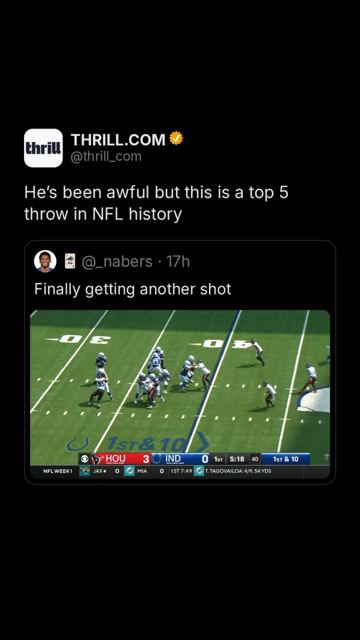 thrill
THRILL.COM
@thrill_com
He's been awful but this is a top 5
throw in NFL history
@_nabers · 17h
Finally getting another shot
1ST & 10
HOU 3 IND 0 1ST 5:18 40 1ST & 10
NFL WEEK 1 JAX 0 MIA 0 1ST 7:49 T. TAGOVAILOA: 4/9, 54 YDS